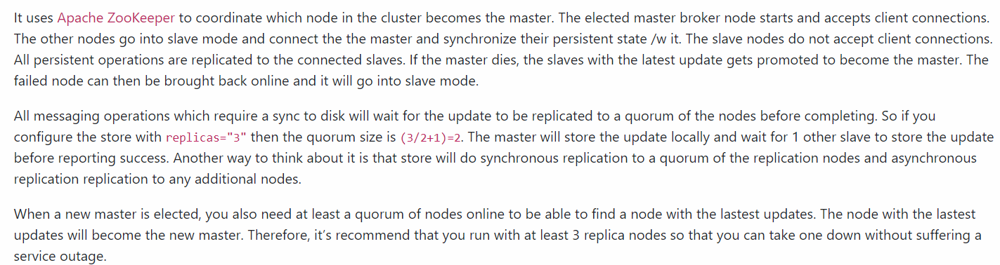 It uses Apache ZooKeeper to coordinate which node in the cluster becomes the master. The elected master broker node starts and accepts client connections.
The other nodes go into slave mode and connect the the master and synchronize their persistent state /w it. The slave nodes do not accept client connections.
All persistent operations are replicated to the connected slaves. If the master dies, the slaves with the latest update gets promoted to become the master. The
failed node can then be brought back online and it will go into slave mode.
All messaging operations which require a sync to disk will wait for the update to be replicated to a quorum of the nodes before completing. So if you
configure the store with replicas="3" then the quorum size is (3/2+1)=2. The master will store the update locally and wait for 1 other slave to store the update
before reporting success. Another way to think about it is that store will do synchronous replication to a quorum of the replication nodes and asynchronous
replication replication to any additional nodes.
When a new master is elected, you also need at least a quorum of nodes online to be able to find a node with the lastest updates. The node with the lastest
updates will become the new master. Therefore, it’s recommend that you run with at least 3 replica nodes so that you can take one down without suffering a
service outage.